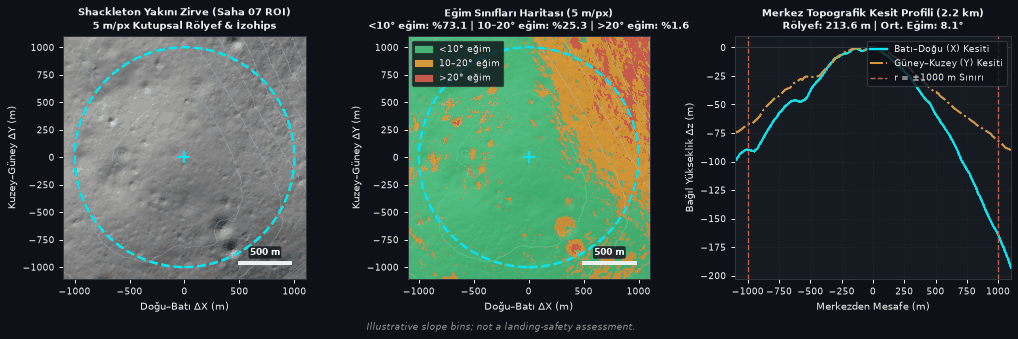 Shackleton Yakını Zirve (Saha 07 ROI)
5 m/px Kutupsal Rölyef & İzohips
Kuzey–Güney ΔY (m)
1000
750
500
250
0
−250
−500
−750
−1000
500 m
−1000 −500 0 500 1000
Doğu–Batı ΔX (m)
Eğim Sınıfları Haritası (5 m/px)
<10° eğim: %73.1 | 10–20° eğim: %25.3 | >20° eğim: %1.6
<10° eğim
10–20° eğim
>20° eğim
Kuzey–Güney ΔY (m)
1000
750
500
250
0
−250
−500
−750
−1000
500 m
−1000 −500 0 500 1000
Doğu–Batı ΔX (m)
Merkez Topografik Kesit Profili (2.2 km)
Rölyef: 213.6 m | Ort. Eğim: 8.1°
Batı–Doğu (X) Kesiti
Güney–Kuzey (Y) Kesiti
r = ±1000 m Sınırı
Bağıl Yükseklik Δz (m)
0
−25
−50
−75
−100
−125
−150
−175
−200
−1000 −750 −500 −250 0 250 500 750 1000
Merkezden Mesafe (m)
Illustrative slope bins; not a landing-safety assessment.